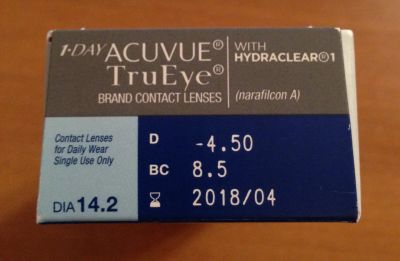 1-DAY ACUVUE® WITH
TruEye® HYDRACLEAR®1
BRAND CONTACT LENSES (narafilcon A)
Contact Lenses
for Daily Wear
Single Use Only
DIA 14.2
D -4.50
BC 8.5
2018/04